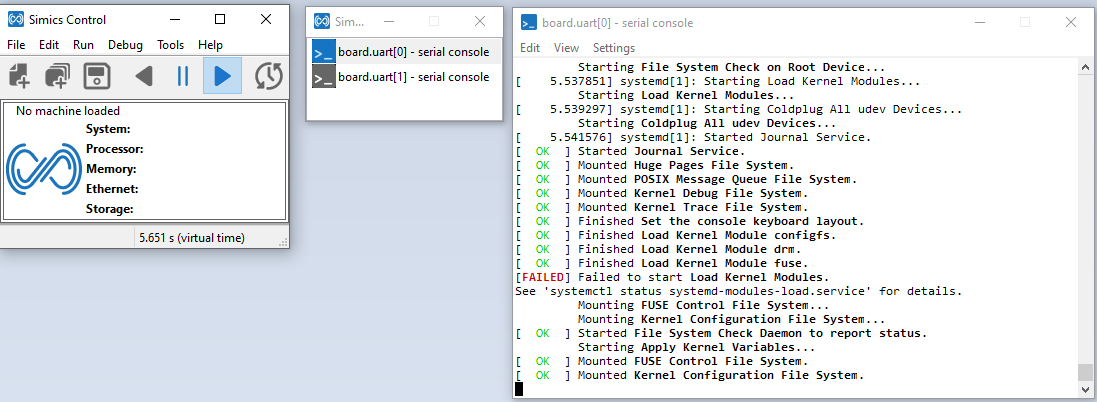 Simics Control
File Edit Run Debug Tools Help
No machine loaded
System:
Processor:
Memory:
Ethernet:
Storage:
5.651 s (virtual time)
Sim...
>_ board.uart[0] - serial console
>_ board.uart[1] - serial console
>_ board.uart[0] - serial console
Edit View Settings
Starting File System Check on Root Device...
[    5.537851] systemd[1]: Starting Load Kernel Modules...
Starting Load Kernel Modules...
[    5.539297] systemd[1]: Starting Coldplug All udev Devices...
Starting Coldplug All udev Devices...
[    5.541576] systemd[1]: Started Journal Service.
[  OK  ] Started Journal Service.
[  OK  ] Mounted Huge Pages File System.
[  OK  ] Mounted POSIX Message Queue File System.
[  OK  ] Mounted Kernel Debug File System.
[  OK  ] Mounted Kernel Trace File System.
[  OK  ] Finished Set the console keyboard layout.
[  OK  ] Finished Load Kernel Module configfs.
[  OK  ] Finished Load Kernel Module drm.
[  OK  ] Finished Load Kernel Module fuse.
[FAILED] Failed to start Load Kernel Modules.
See 'systemctl status systemd-modules-load.service' for details.
Mounting FUSE Control File System...
Mounting Kernel Configuration File System...
[  OK  ] Started File System Check Daemon to report status.
Starting Apply Kernel Variables...
[  OK  ] Mounted FUSE Control File System.
[  OK  ] Mounted Kernel Configuration File System.